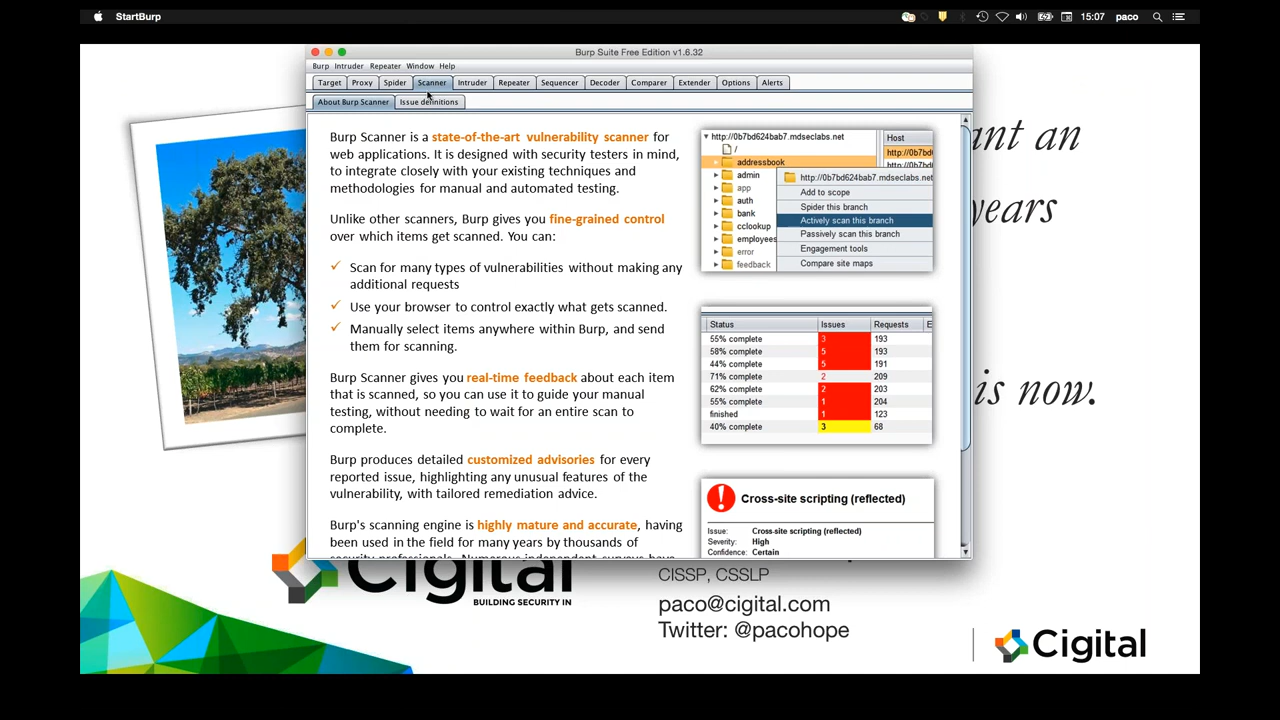 StartBurp
15:07 paco
Burp Suite Free Edition v1.6.32
Burp Intruder Repeater Window Help
Target Proxy Spider Scanner Intruder Repeater Sequencer Decoder Comparer Extender Options Alerts
About Burp Scanner Issue definitions
Burp Scanner is a state-of-the-art vulnerability scanner for
web applications. It is designed with security testers in mind,
to integrate closely with your existing techniques and
methodologies for manual and automated testing.
Unlike other scanners, Burp gives you fine-grained control
over which items get scanned. You can:
✓ Scan for many types of vulnerabilities without making any
additional requests
✓ Use your browser to control exactly what gets scanned.
✓ Manually select items anywhere within Burp, and send
them for scanning.
Burp Scanner gives you real-time feedback about each item
that is scanned, so you can use it to guide your manual
testing, without needing to wait for an entire scan to
complete.
Burp produces detailed customized advisories for every
reported issue, highlighting any unusual features of the
vulnerability, with tailored remediation advice.
Burp's scanning engine is highly mature and accurate, having
been used in the field for many years by thousands of
http://0b7bd624bab7.mdseclabs.net
/
addressbook
admin
app
auth
bank
cclookup
employees
error
feedback
Host
http://0b7bd
http://0b7bd
http://0b7bd624bab7.mdseclabs.net
Add to scope
Spider this branch
Actively scan this branch
Passively scan this branch
Engagement tools
Compare site maps
Status Issues Requests E
55% complete 3 193
58% complete 5 193
44% complete 5 191
71% complete 2 209
62% complete 2 203
55% complete 1 204
finished 1 123
40% complete 3 68
Cross-site scripting (reflected)
Issue: Cross-site scripting (reflected)
Severity: High
Confidence: Certain
ant an
years
is now.
Cigital
BUILDING SECURITY IN
CISSP, CSSLP
paco@cigital.com
Twitter: @pacohope
Cigital